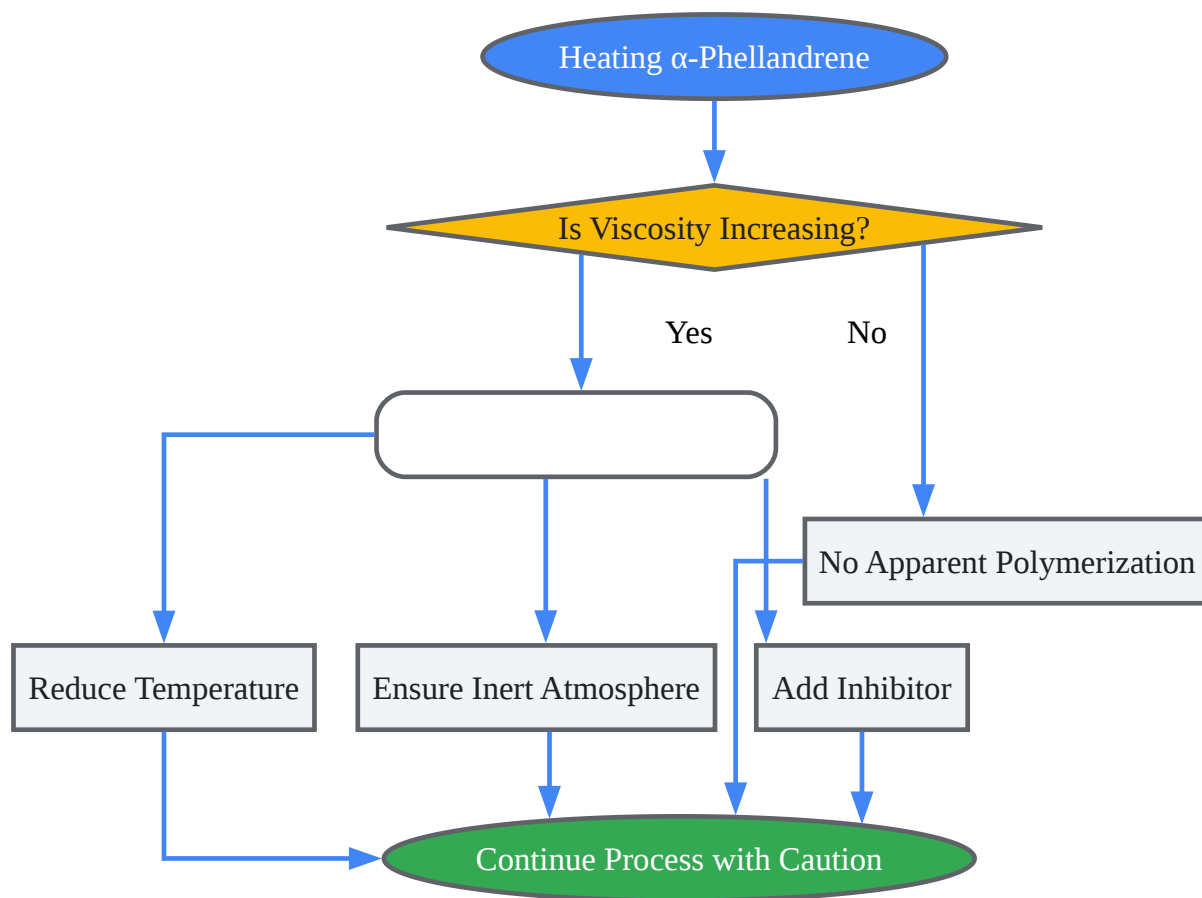 Heating α-Phellandrene
Is Viscosity Increasing?
Yes
No
No Apparent Polymerization
Reduce Temperature
Ensure Inert Atmosphere
Add Inhibitor
Continue Process with Caution